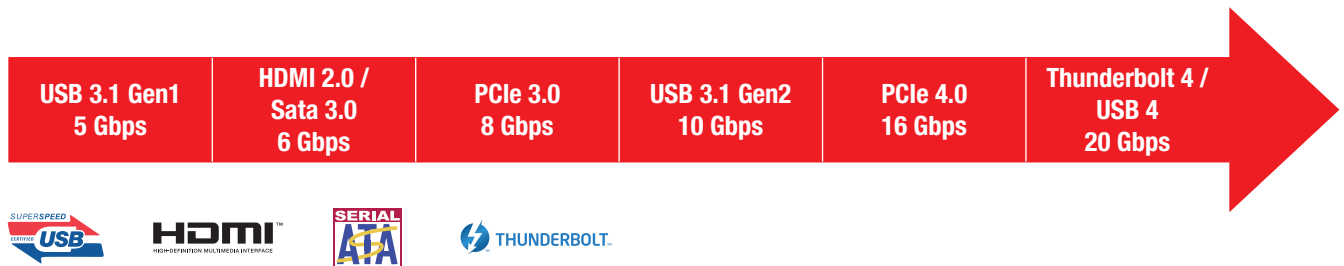 USB 3.1 Gen1
5 Gbps
HDMI 2.0 /
Sata 3.0
6 Gbps
PCIe 3.0
8 Gbps
USB 3.1 Gen2
10 Gbps
PCIe 4.0
16 Gbps
Thunderbolt 4 /
USB 4
20 Gbps
SUPERSPEED
CERTIFIED USB
HDMI™
HIGH-DEFINITION MULTIMEDIA INTERFACE
SERIAL
ATA
THUNDERBOLT™